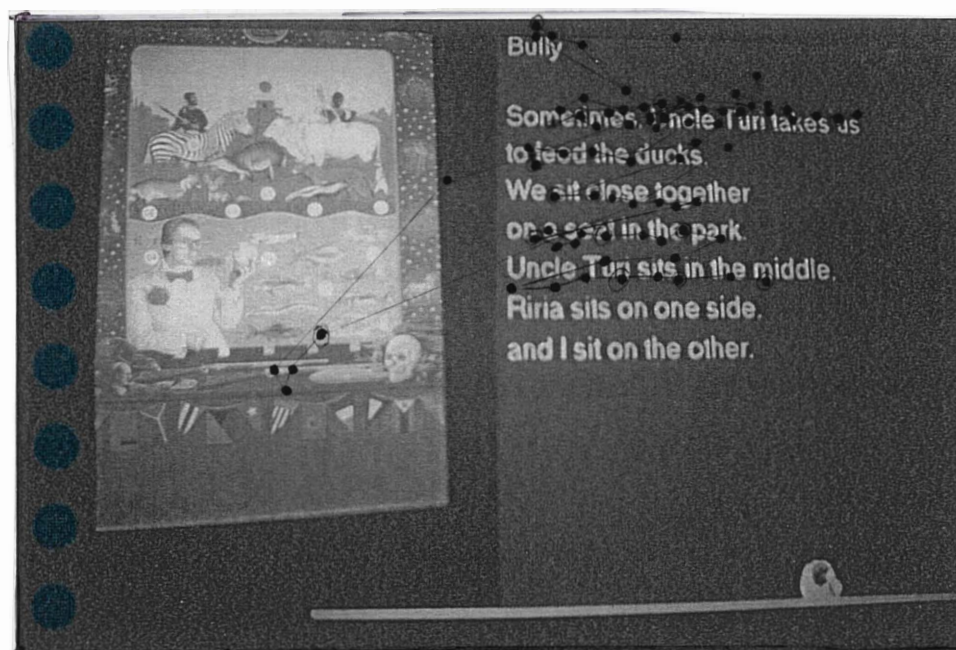 Bully
Sometimes, Uncle Turi takes us
to feed the ducks.
We sit close together
on a seat in the park.
Uncle Turi sits in the middle,
Riria sits on one side,
and I sit on the other.